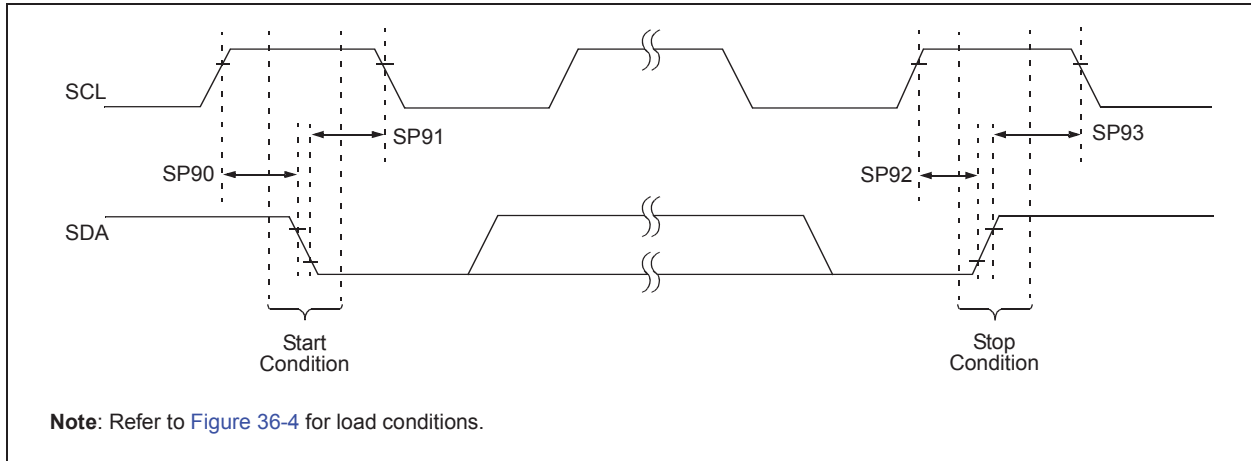 SCL
SP91
SP93
SP90
SP92
SDA
Start
Condition
Stop
Condition
Note: Refer to Figure 36-4 for load conditions.